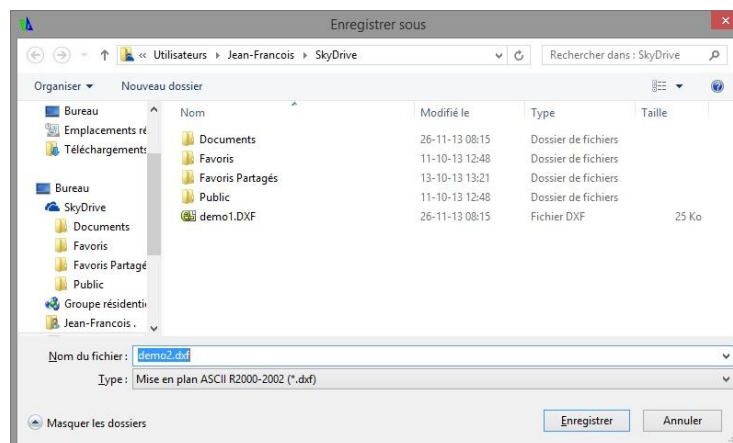 Enregistrer sous
« Utilisateurs Jean-Francois SkyDrive
Rechercher dans : SkyDrive
Organiser Nouveau dossier
Nom Modifié le Type Taille
Documents 26-11-13 08:15 Dossier de fichiers
Favoris 11-10-13 12:48 Dossier de fichiers
Favoris Partagés 13-10-13 13:21 Dossier de fichiers
Public 11-10-13 12:48 Dossier de fichiers
demo1.DXF 26-11-13 08:15 Fichier DXF 25 Ko
Bureau
Emplacements ré
Téléchargements
Bureau
SkyDrive
Documents
Favoris
Favoris Partagé
Public
Groupe résidenti
Jean-Francois .
Nom du fichier : demo2.dxf
Type : Mise en plan ASCII R2000-2002 (*.dxf)
Masquer les dossiers
Enregistrer
Annuler